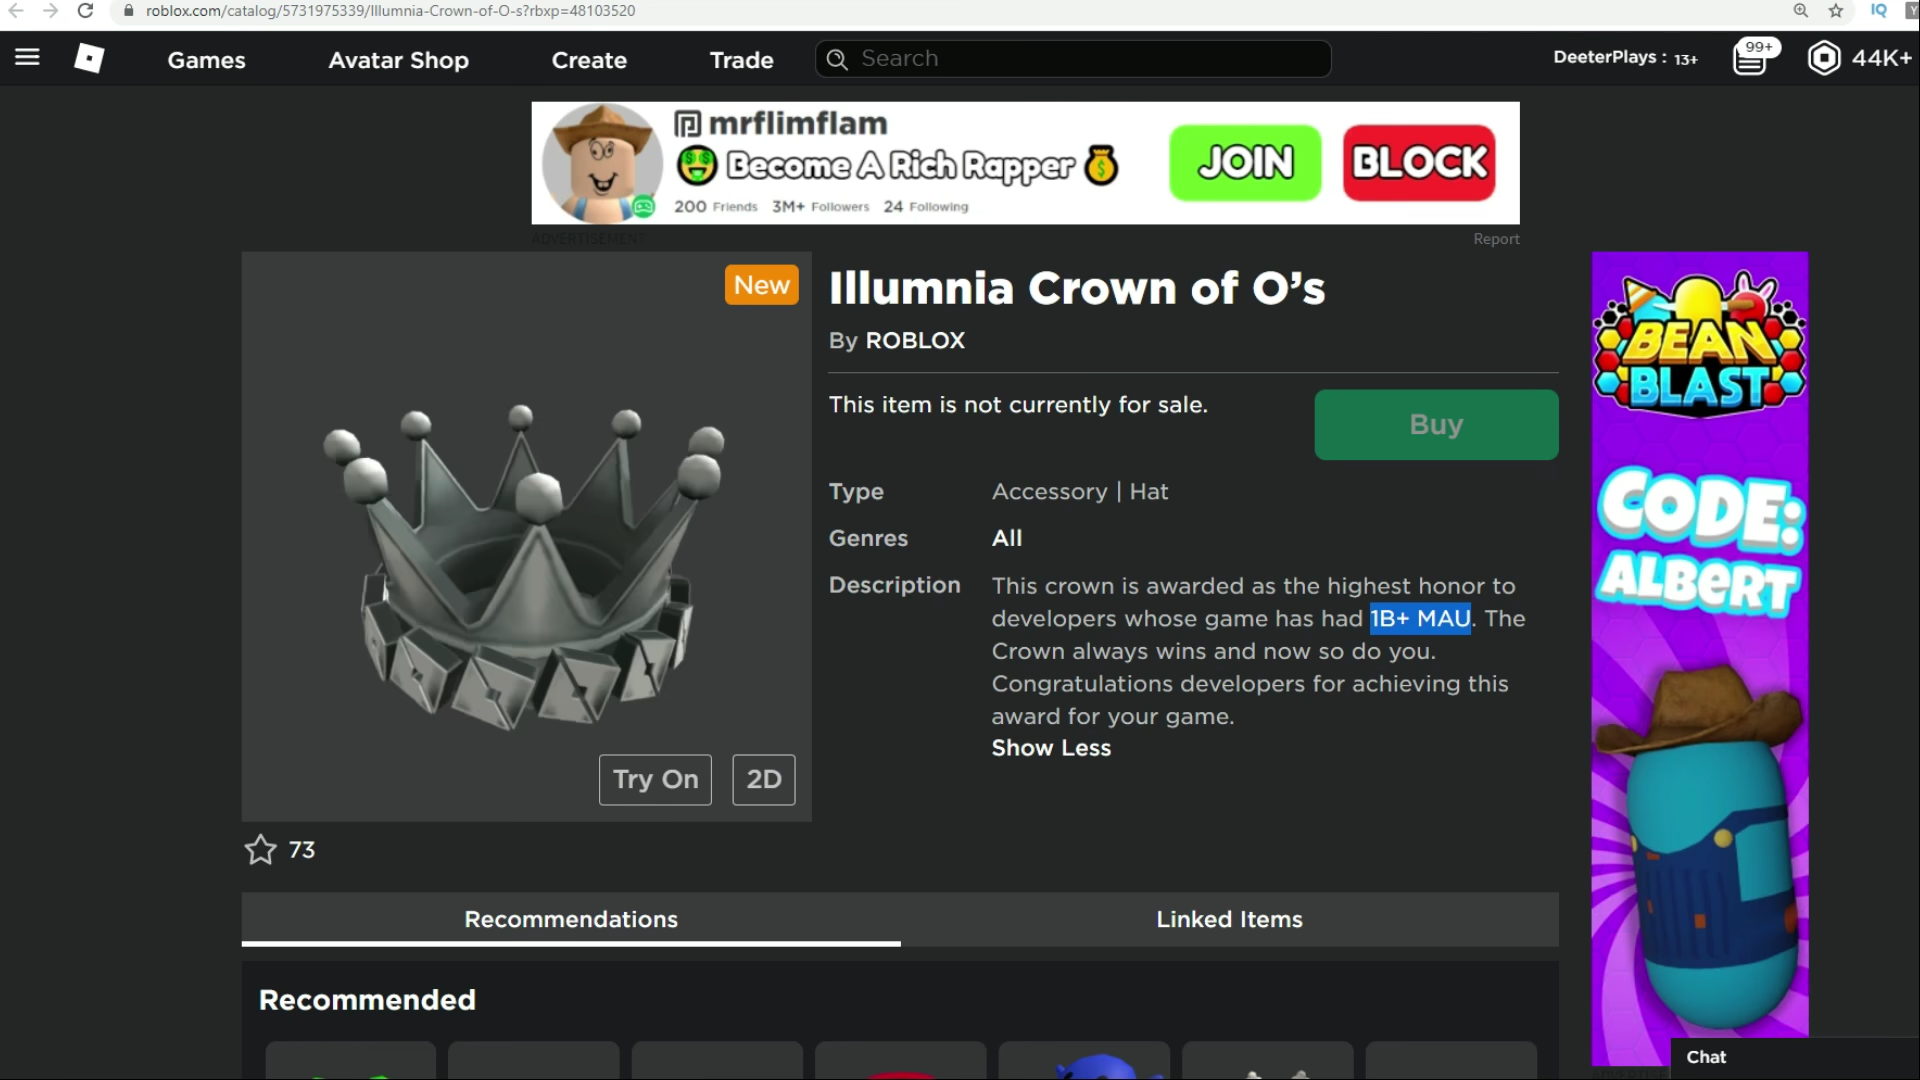 roblox.com/catalog/5731975339/Illumnia-Crown-of-O-s?rbxp=48103520
IQ
Y
Games
Avatar Shop
Create
Trade
Search
DeeterPlays : 13+
99+
44K+
mrflimflam
Become A Rich Rapper
200 Friends 3M+ Followers 24 Following
JOIN
BLOCK
ADVERTISEMENT
Report
New
Illumnia Crown of O’s
By ROBLOX
This item is not currently for sale.
Buy
Type
Accessory | Hat
Genres
All
Description
This crown is awarded as the highest honor to
developers whose game has had 1B+ MAU. The
Crown always wins and now so do you.
Congratulations developers for achieving this
award for your game.
Show Less
Try On
2D
73
BEAN
BLAST
CODE:
ALBERT
Recommendations
Linked Items
Recommended
Chat